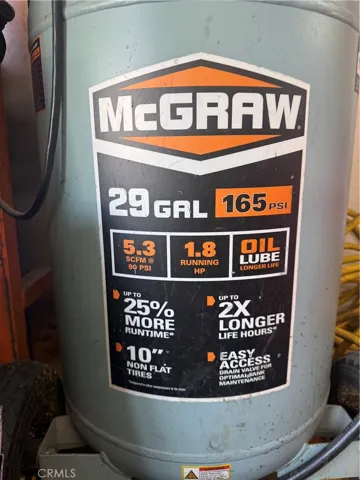 McGRAW
29 GAL 165 PSI
5.3
SCFM @
90 PSI
1.8
RUNNING
HP
OIL
LUBE
LONGER LIFE
UP TO
25%
MORE
RUNTIME*
UP TO
2X
LONGER
LIFE HOURS*
10"
NON FLAT
TIRES
EASY
ACCESS
DRAIN VALVE FOR
OPTIMAL TANK
MAINTENANCE
CRMLS